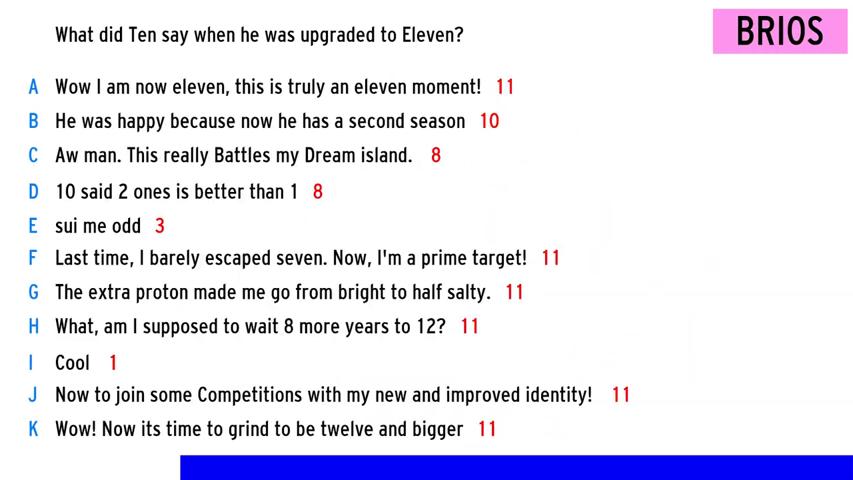 What did Ten say when he was upgraded to Eleven?
BRIOS
A Wow I am now eleven, this is truly an eleven moment! 11
B He was happy because now he has a second season 10
C Aw man. This really Battles my Dream island. 8
D 10 said 2 ones is better than 1 8
E sui me odd 3
F Last time, I barely escaped seven. Now, I'm a prime target! 11
G The extra proton made me go from bright to half salty. 11
H What, am I supposed to wait 8 more years to 12? 11
I Cool 1
J Now to join some Competitions with my new and improved identity! 11
K Wow! Now its time to grind to be twelve and bigger 11